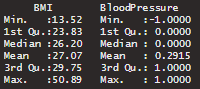 BMI BloodPressure
Min. :13.52 Min. :-1.0000
1st Qu.:23.83 1st Qu.: 0.0000
Median :26.20 Median : 0.0000
Mean :27.07 Mean : 0.2915
3rd Qu.:29.75 3rd Qu.: 1.0000
Max. :50.89 Max. : 1.0000